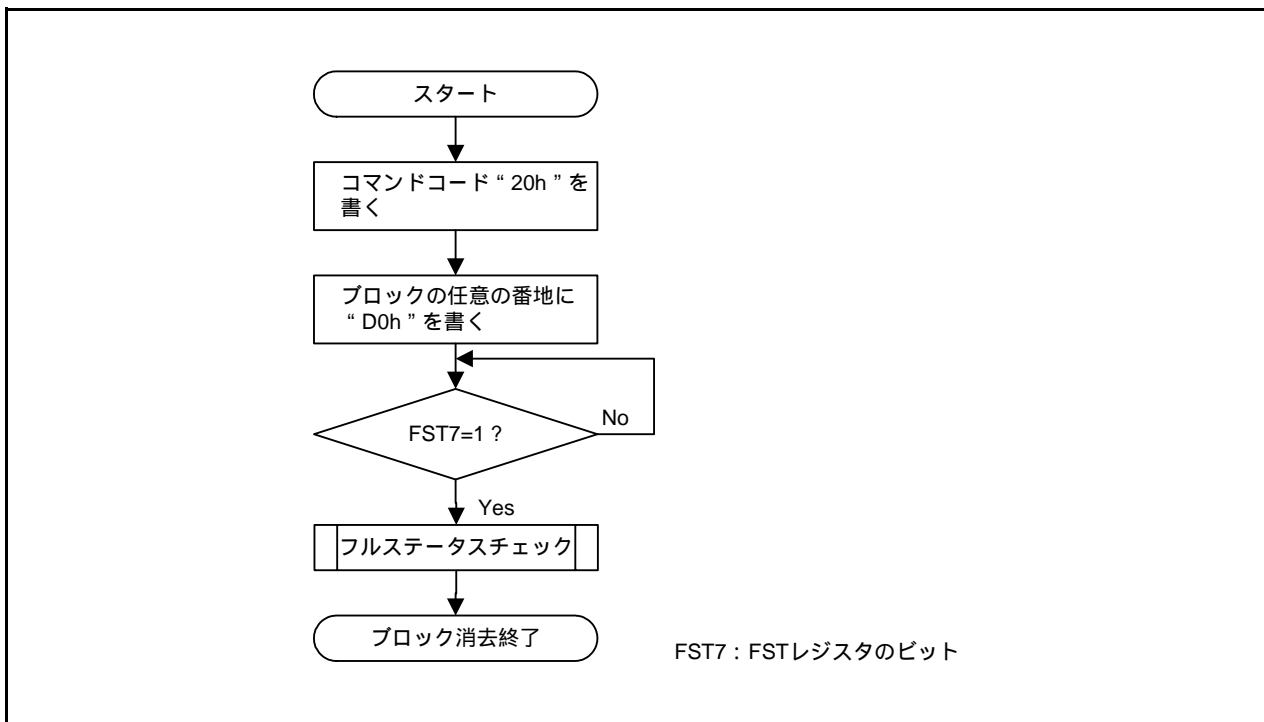 スタート
コマンドコード“20h”を
書く
ブロックの任意の番地に
“D0h”を書く
FST7=1 ?
No
Yes
フルステータスチェック
ブロック消去終了
FST7：FSTレジスタのビット